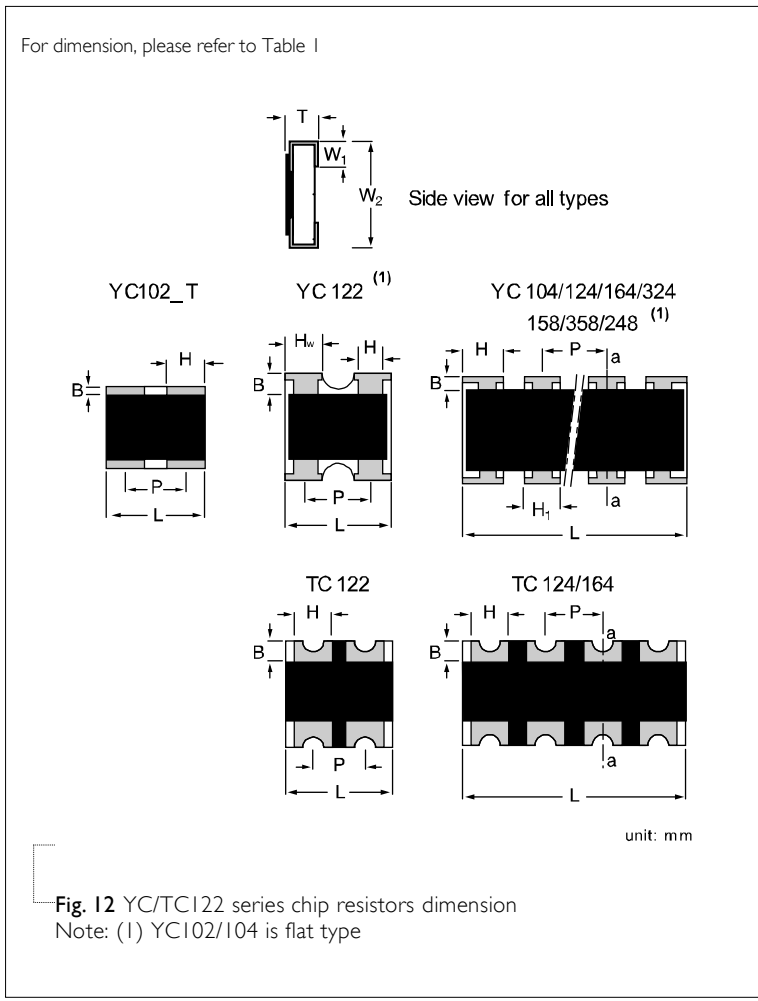 For dimension, please refer to Table 1
T
W1
W2
Side view for all types
YC102_T
YC 122 (1)
YC 104/124/164/324
158/358/248 (1)
H
B
P
L
Hw
H
B
P
L
H
P
a
B
H1
a
L
TC 122
TC 124/164
H
B
P
L
H
P
a
B
a
L
unit: mm
Fig. 12 YC/TC122 series chip resistors dimension
Note: (1) YC102/104 is flat type